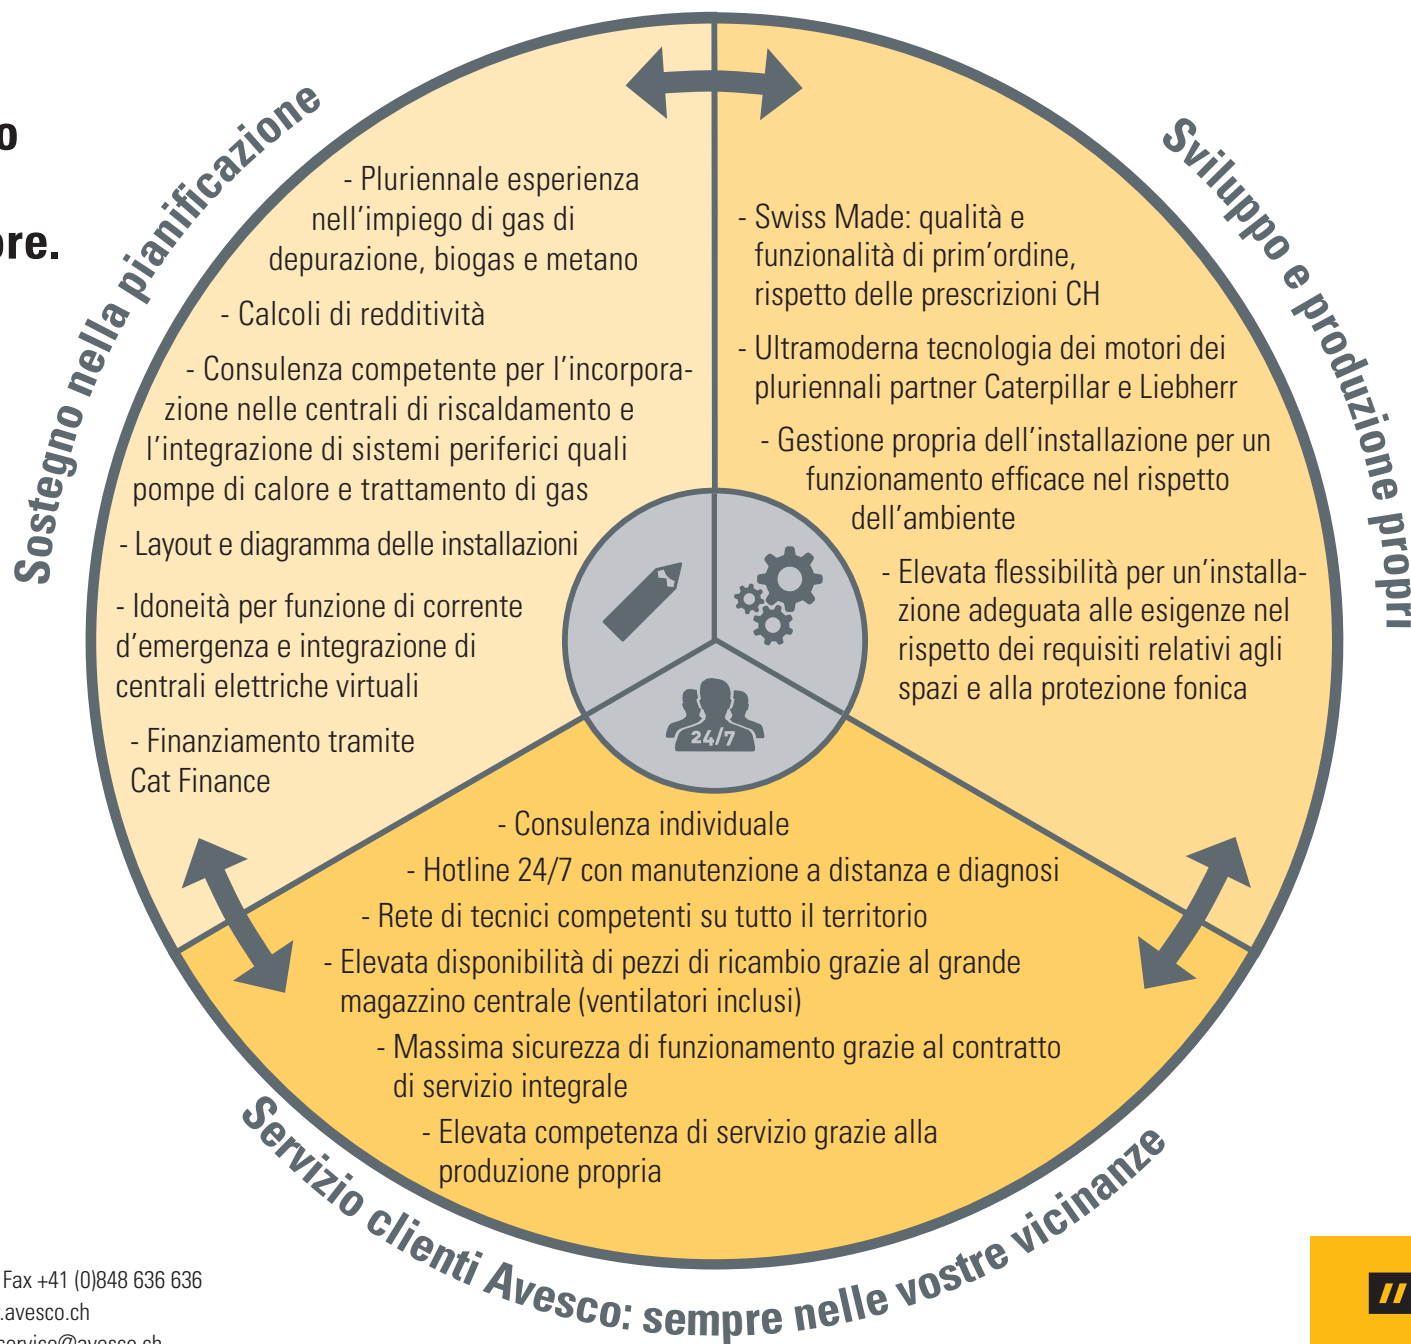 o
ore.
Sostegno nella pianificazione
- Pluriennale esperienza
nell'impiego di gas di
depurazione, biogas e metano
- Calcoli di redditività
- Consulenza competente per l'incorpora-
zione nelle centrali di riscaldamento e
l'integrazione di sistemi periferici quali
pompe di calore e trattamento di gas
- Layout e diagramma delle installazioni
- Idoneità per funzione di corrente
d'emergenza e integrazione di
centrali elettriche virtuali
- Finanziamento tramite
Cat Finance
Sviluppo e produzione propri
- Swiss Made: qualità e
funzionalità di prim'ordine,
rispetto delle prescrizioni CH
- Ultramoderna tecnologia dei motori dei
pluriennali partner Caterpillar e Liebherr
- Gestione propria dell'installazione per un
funzionamento efficace nel rispetto
dell'ambiente
- Elevata flessibilità per un'installa-
zione adeguata alle esigenze nel
rispetto dei requisiti relativi agli
spazi e alla protezione fonica
24/7
- Consulenza individuale
- Hotline 24/7 con manutenzione a distanza e diagnosi
- Rete di tecnici competenti su tutto il territorio
- Elevata disponibilità di pezzi di ricambio grazie al grande
magazzino centrale (ventilatori inclusi)
- Massima sicurezza di funzionamento grazie al contratto
di servizio integrale
- Elevata competenza di servizio grazie alla
produzione propria
Servizio clienti Avesco: sempre nelle vostre vicinanze
Fax +41 (0)848 636 636
.avesco.ch
service@avesco.ch